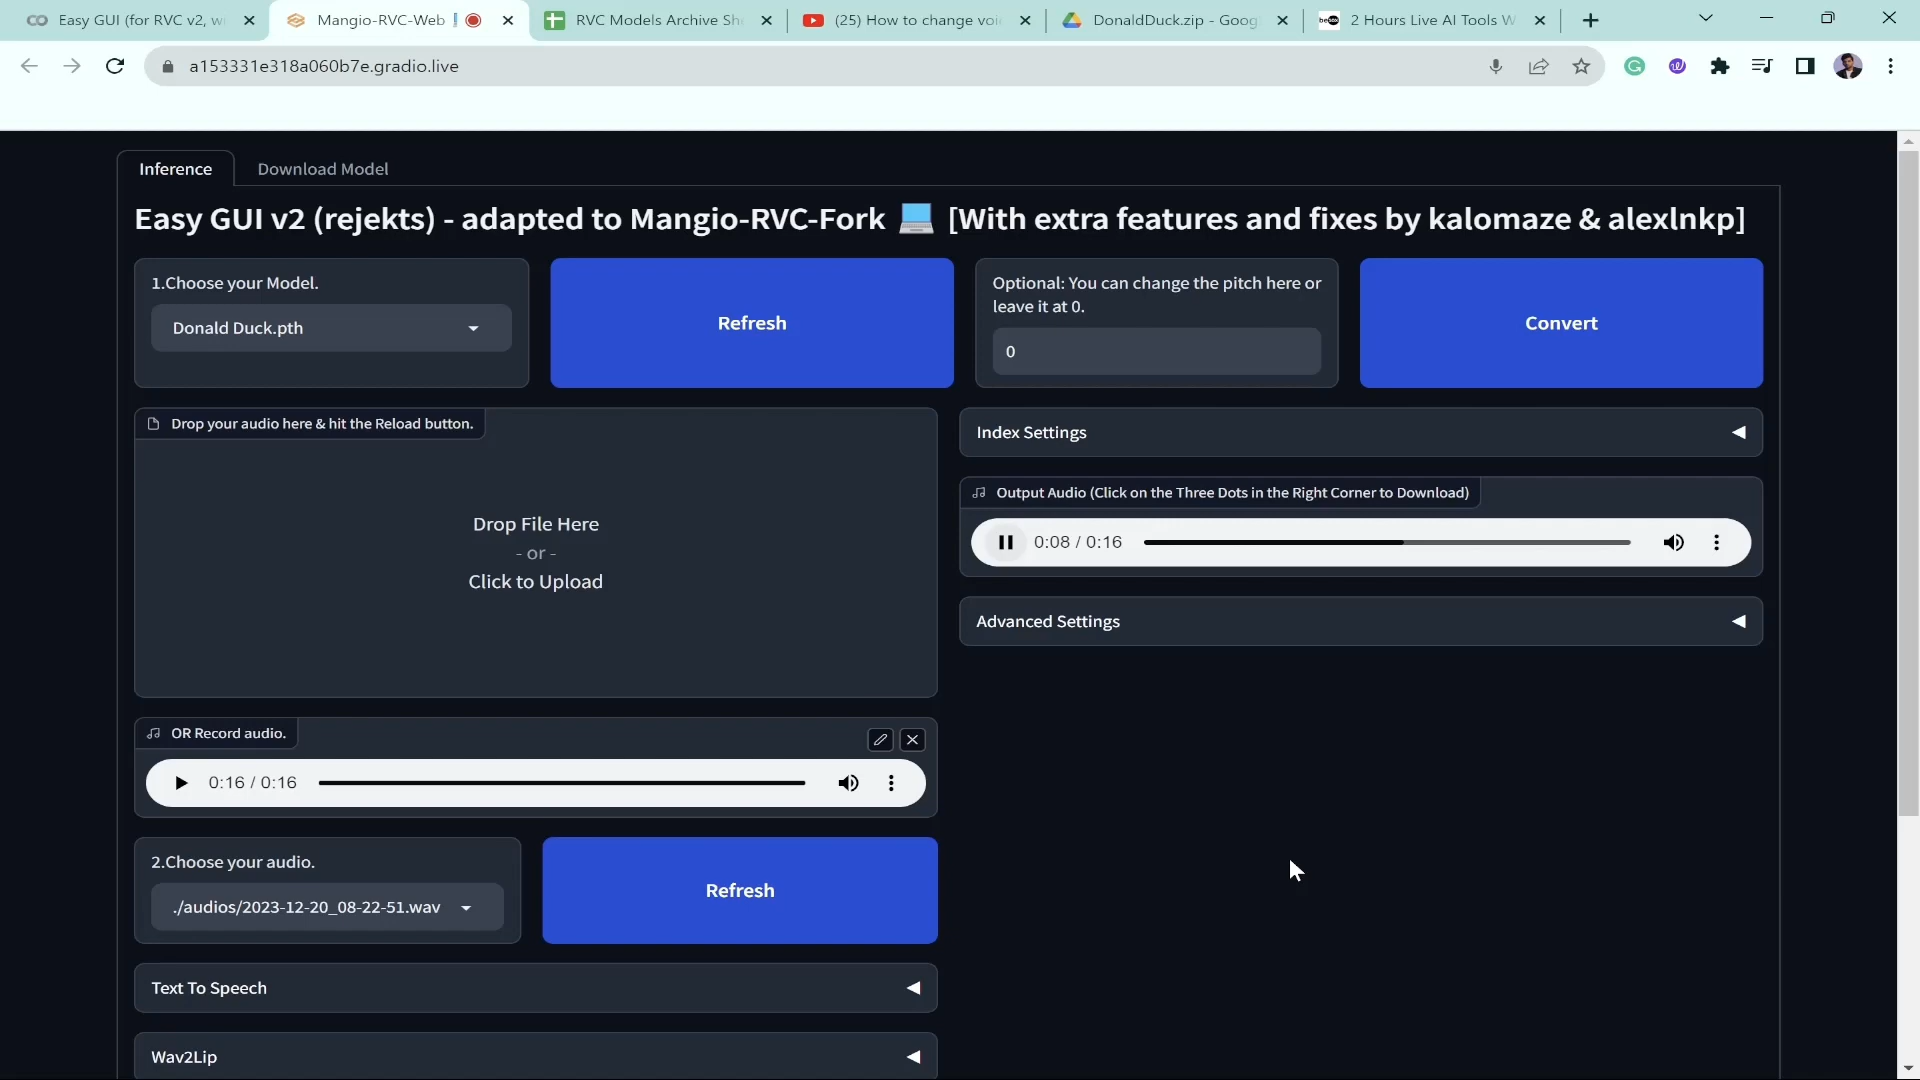 Easy GUI (for RVC v2, wi
Mangio-RVC-Web
RVC Models Archive She
(25) How to change voi
DonaldDuck.zip - Goog
2 Hours Live AI Tools W
a153331e318a060b7e.gradio.live
Inference
Download Model
Easy GUI v2 (rejekts) - adapted to Mangio-RVC-Fork 💻 [With extra features and fixes by kalomaze & alexlnkp]
1.Choose your Model.
Donald Duck.pth
Refresh
Optional: You can change the pitch here or
leave it at 0.
0
Convert
Drop your audio here & hit the Reload button.
Drop File Here
- or -
Click to Upload
Index Settings
Output Audio (Click on the Three Dots in the Right Corner to Download)
0:08 / 0:16
Advanced Settings
OR Record audio.
0:16 / 0:16
2.Choose your audio.
./audios/2023-12-20_08-22-51.wav
Refresh
Text To Speech
Wav2Lip